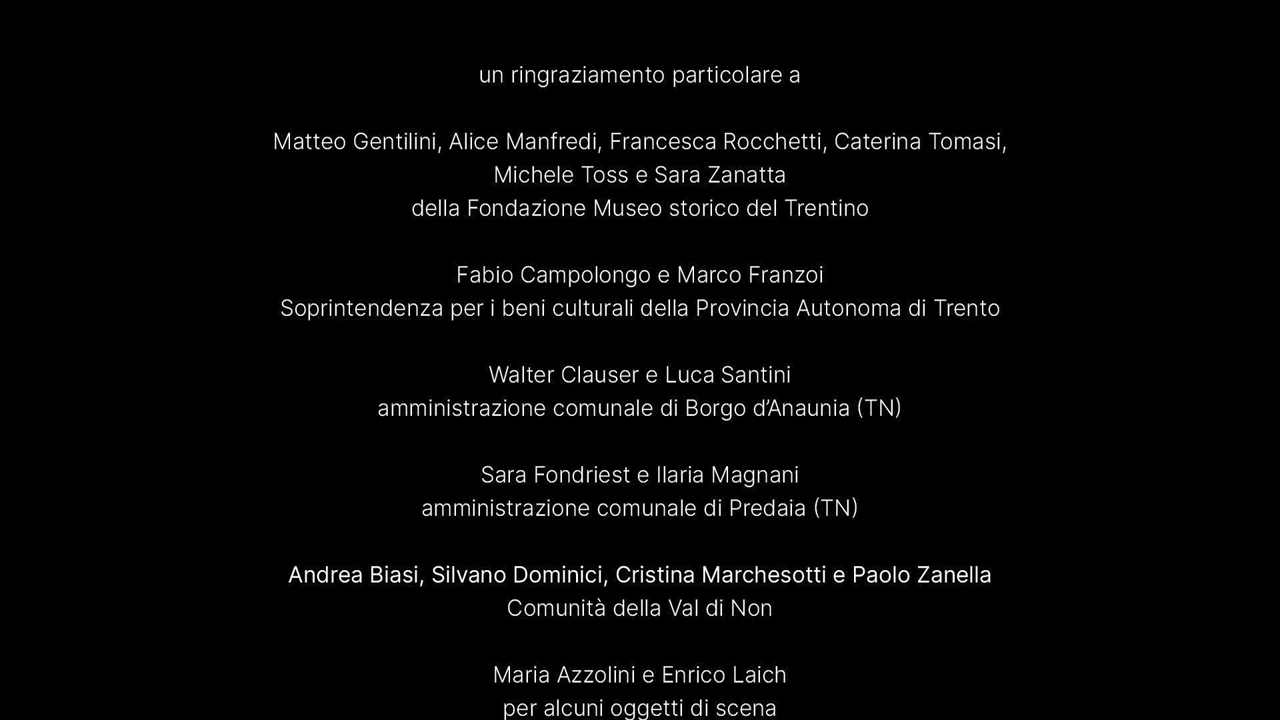 un ringraziamento particolare a
Matteo Gentilini, Alice Manfredi, Francesca Rocchetti, Caterina Tomasi,
Michele Toss e Sara Zanatta
della Fondazione Museo storico del Trentino
Fabio Campolongo e Marco Franzoi
Soprintendenza per i beni culturali della Provincia Autonoma di Trento
Walter Clauser e Luca Santini
amministrazione comunale di Borgo d’Anaunia (TN)
Sara Fondriest e Ilaria Magnani
amministrazione comunale di Predaia (TN)
Andrea Biasi, Silvano Dominici, Cristina Marchesotti e Paolo Zanella
Comunità della Val di Non
Maria Azzolini e Enrico Laich
per alcuni oggetti di scena